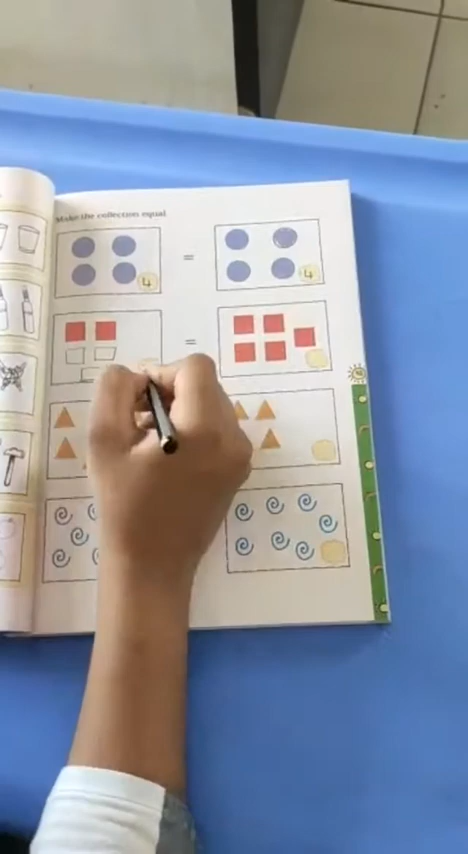 Make the collection equal
4 = 4
=